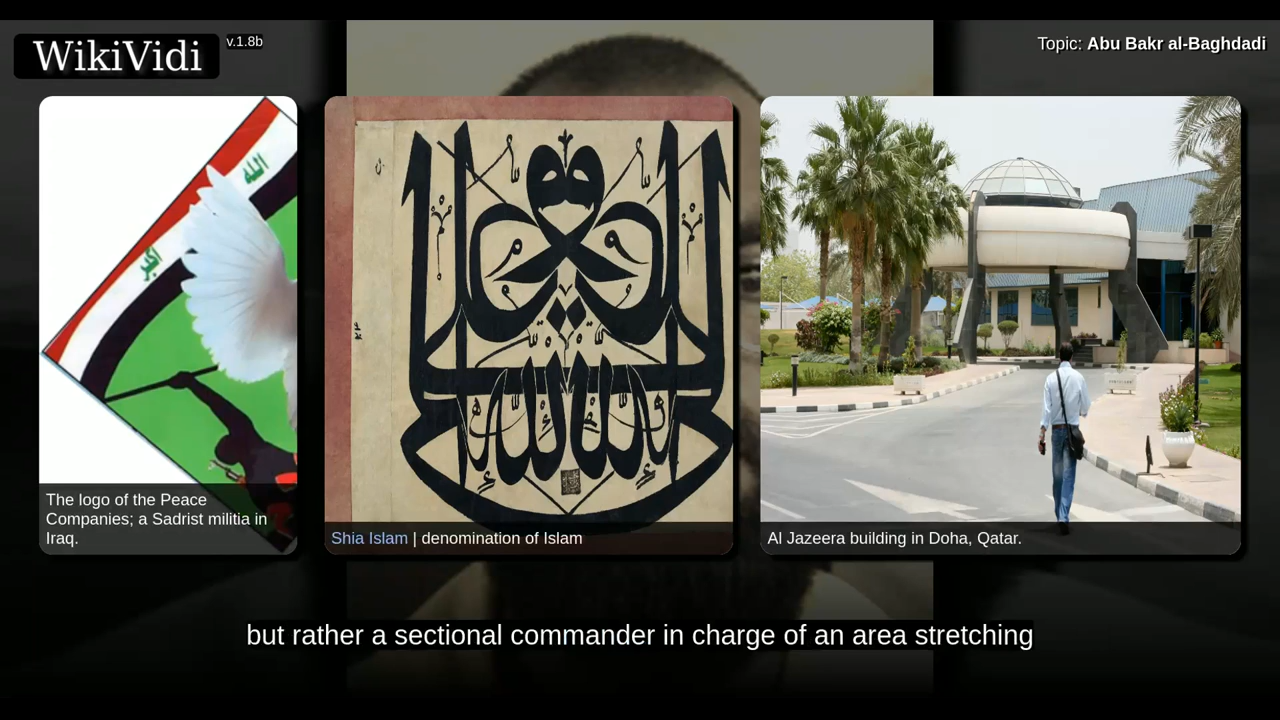 WikiVidi
v.1.8b
Topic: Abu Bakr al-Baghdadi
الله
اكبر
The logo of the Peace
Companies; a Sadrist militia in
Iraq.
Shia Islam | denomination of Islam
Al Jazeera building in Doha, Qatar.
but rather a sectional commander in charge of an area stretching